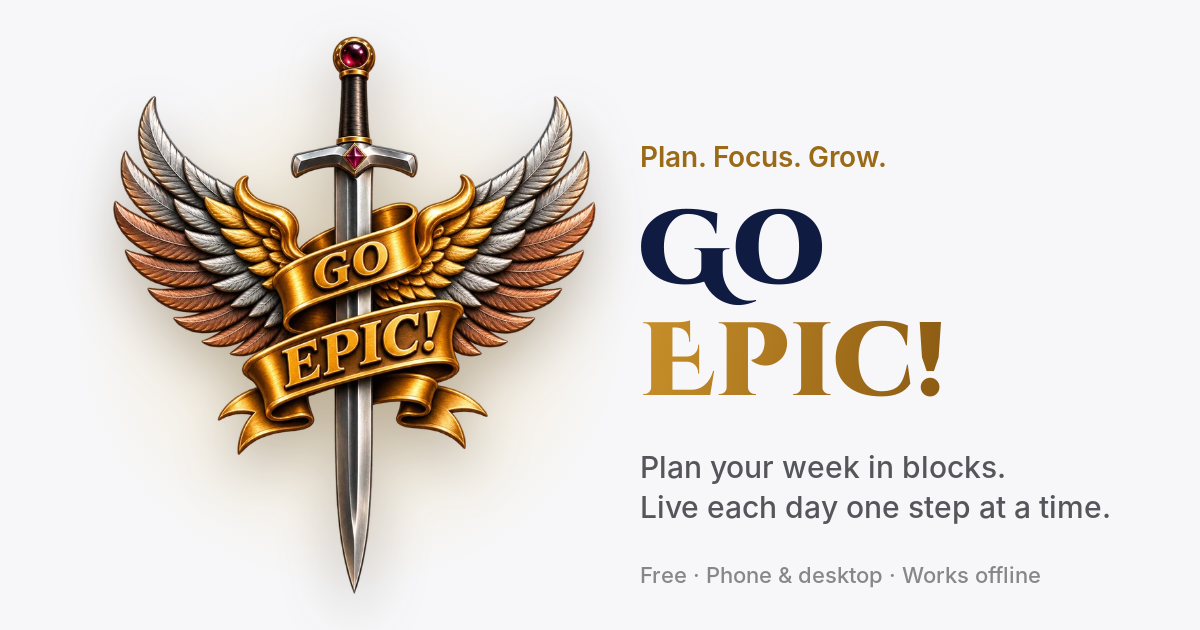 GO
EPIC!
Plan. Focus. Grow.
GO
EPIC!
Plan your week in blocks.
Live each day one step at a time.
Free · Phone & desktop · Works offline